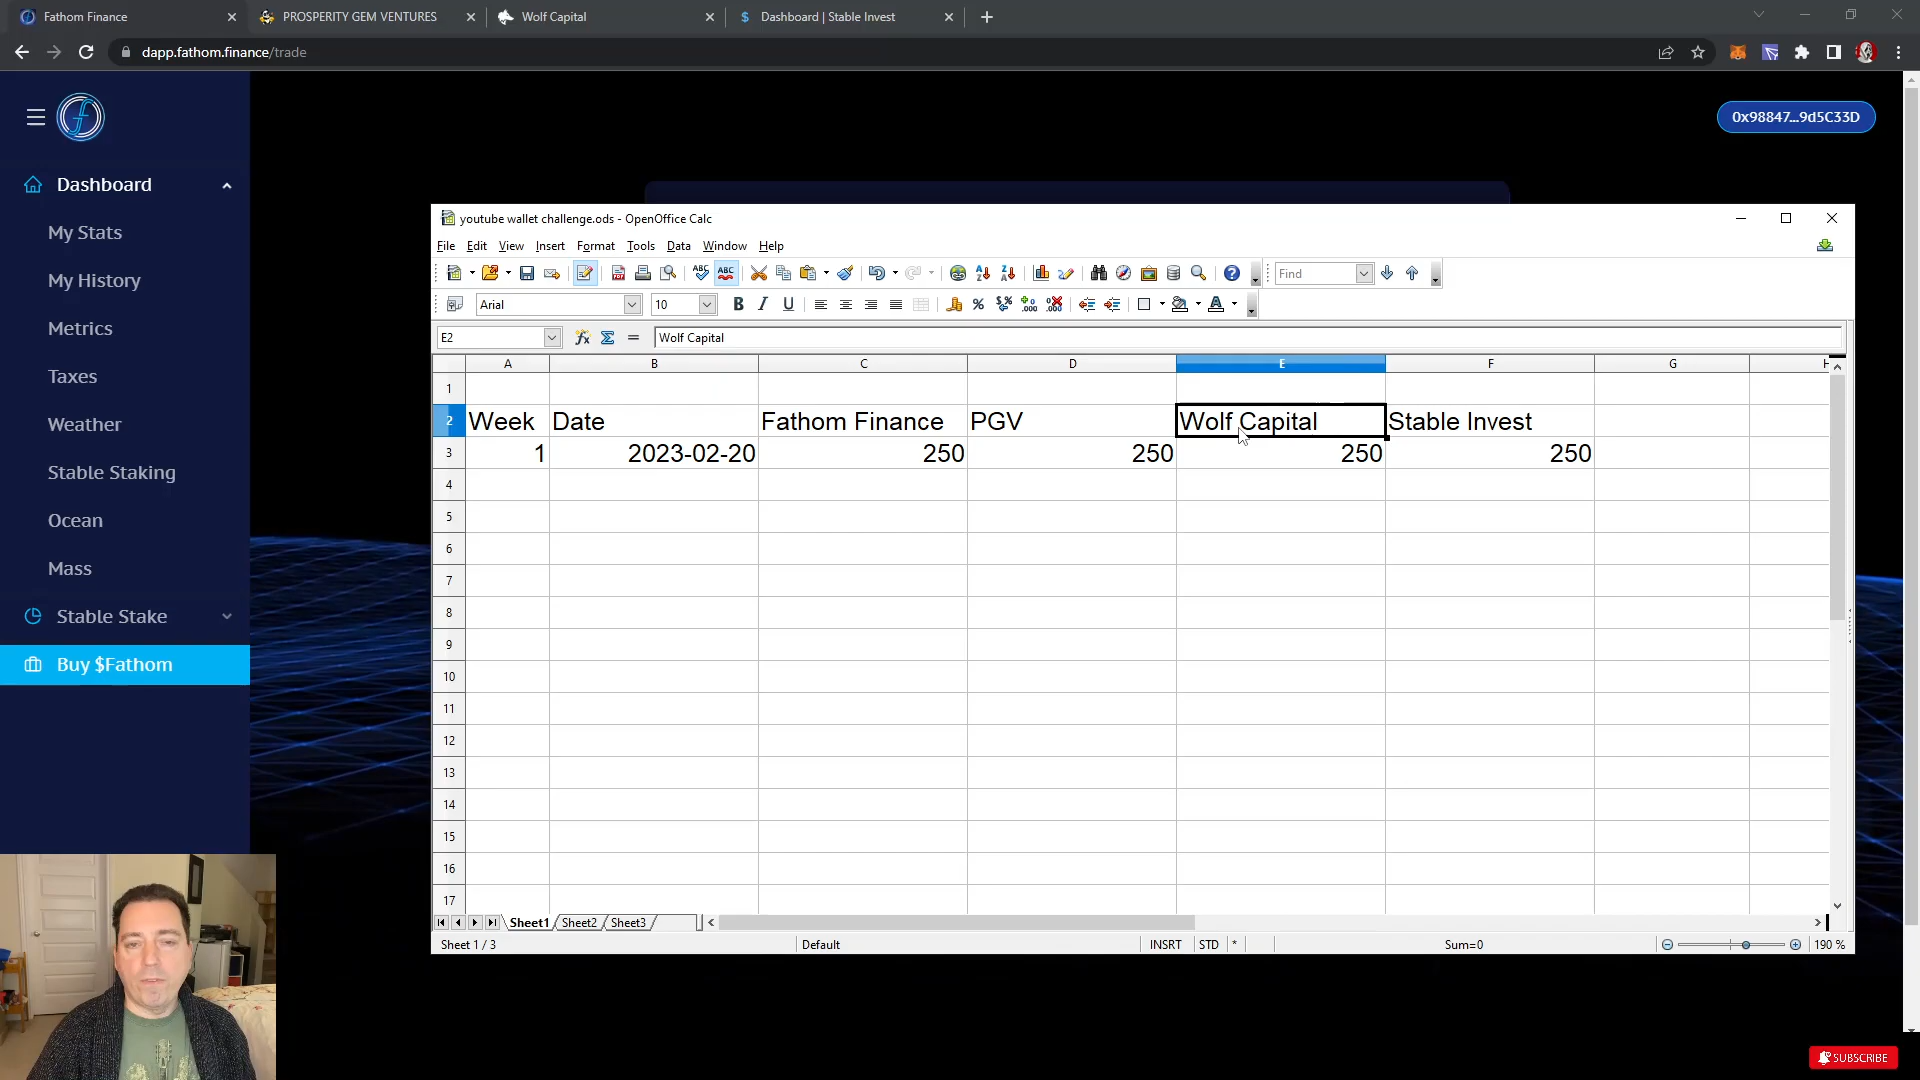 Fathom Finance
PROSPERITY GEM VENTURES
Wolf Capital
Dashboard | Stable Invest
dapp.fathom.finance/trade
0x98847...9d5C33D
Dashboard
My Stats
My History
Metrics
Taxes
Weather
Stable Staking
Ocean
Mass
Stable Stake
Buy $Fathom
youtube wallet challenge.ods - OpenOffice Calc
File Edit View Insert Format Tools Data Window Help
Find
Arial 10
E2 Wolf Capital
A B C D E F G H
1
2 Week Date Fathom Finance PGV Wolf Capital Stable Invest
3 1 2023-02-20 250 250 250 250
4
5
6
7
8
9
10
11
12
13
14
15
16
17
Sheet1 Sheet2 Sheet3
Sheet 1 / 3 Default INSRT STD * Sum=0 190 %
SUBSCRIBE